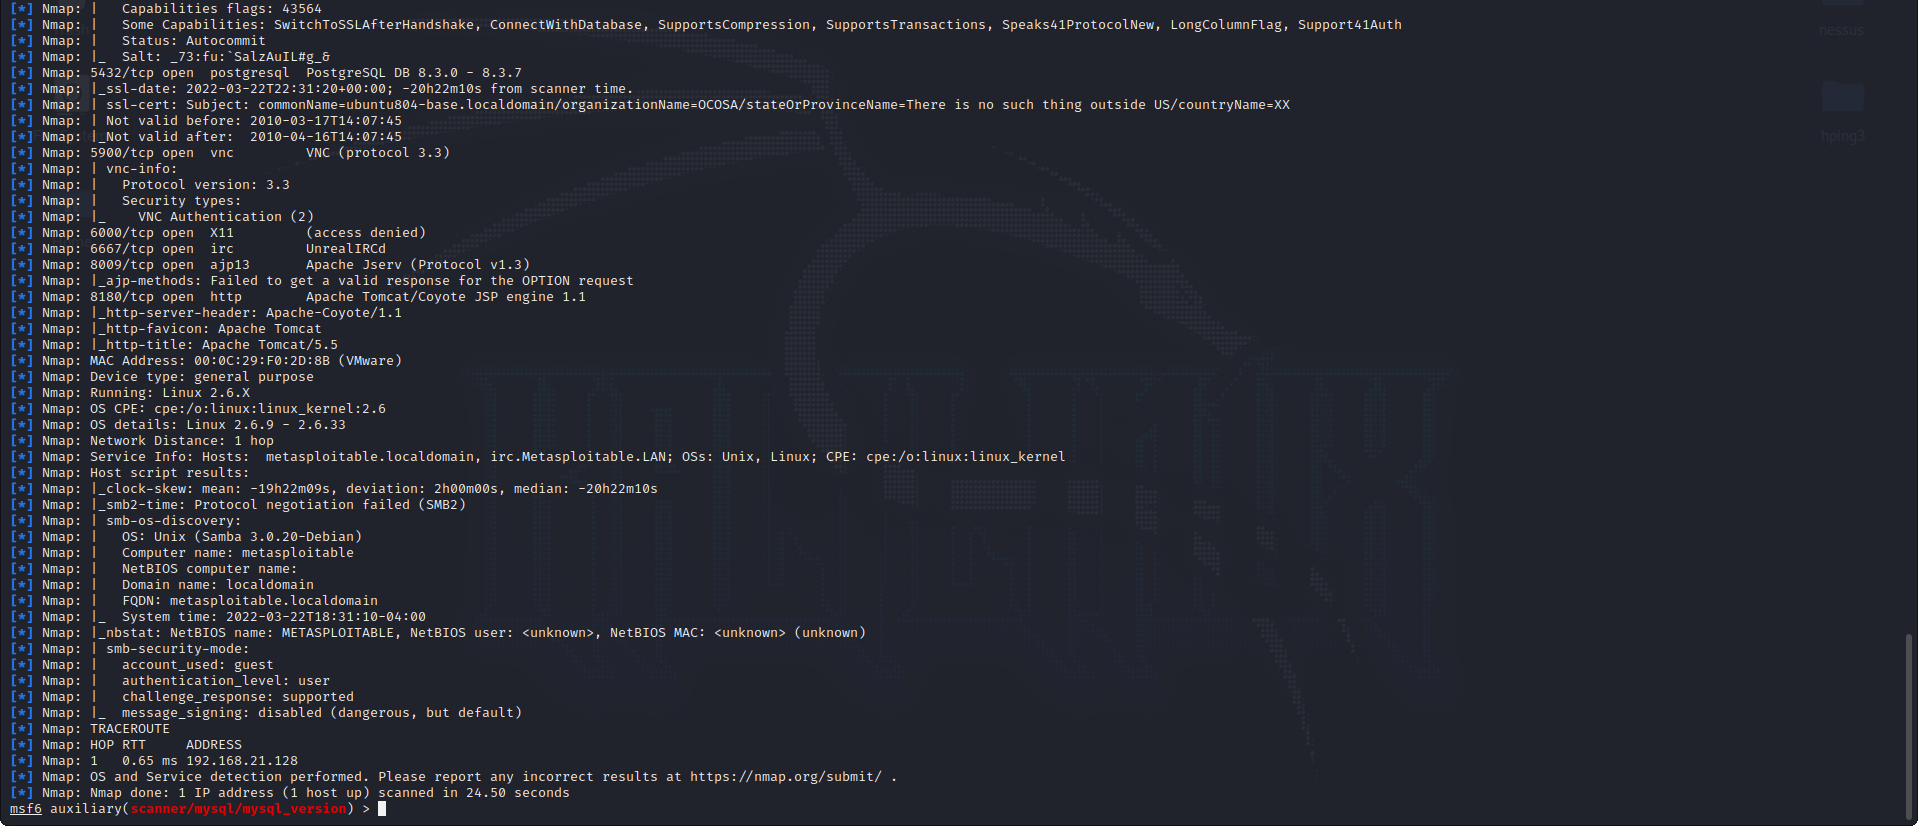 [*] Nmap: |   Capabilities flags: 43564
[*] Nmap: |   Some Capabilities: SwitchToSSLAfterHandshake, ConnectWithDatabase, SupportsCompression, SupportsTransactions, Speaks41ProtocolNew, LongColumnFlag, Support41Auth
[*] Nmap: |   Status: Autocommit
[*] Nmap: |_  Salt: _73:fu:`SalzAuIL#g_&
[*] Nmap: 5432/tcp open  postgresql  PostgreSQL DB 8.3.0 - 8.3.7
[*] Nmap: |_ssl-date: 2022-03-22T22:31:20+00:00; -20h22m10s from scanner time.
[*] Nmap: | ssl-cert: Subject: commonName=ubuntu804-base.localdomain/organizationName=OCOSA/stateOrProvinceName=There is no such thing outside US/countryName=XX
[*] Nmap: | Not valid before: 2010-03-17T14:07:45
[*] Nmap: |_Not valid after:  2010-04-16T14:07:45
[*] Nmap: 5900/tcp open  vnc         VNC (protocol 3.3)
[*] Nmap: | vnc-info:
[*] Nmap: |   Protocol version: 3.3
[*] Nmap: |   Security types:
[*] Nmap: |_    VNC Authentication (2)
[*] Nmap: 6000/tcp open  X11         (access denied)
[*] Nmap: 6667/tcp open  irc         UnrealIRCd
[*] Nmap: 8009/tcp open  ajp13       Apache Jserv (Protocol v1.3)
[*] Nmap: |_ajp-methods: Failed to get a valid response for the OPTION request
[*] Nmap: 8180/tcp open  http        Apache Tomcat/Coyote JSP engine 1.1
[*] Nmap: |_http-server-header: Apache-Coyote/1.1
[*] Nmap: |_http-favicon: Apache Tomcat
[*] Nmap: |_http-title: Apache Tomcat/5.5
[*] Nmap: MAC Address: 00:0C:29:F0:2D:8B (VMware)
[*] Nmap: Device type: general purpose
[*] Nmap: Running: Linux 2.6.X
[*] Nmap: OS CPE: cpe:/o:linux:linux_kernel:2.6
[*] Nmap: OS details: Linux 2.6.9 - 2.6.33
[*] Nmap: Network Distance: 1 hop
[*] Nmap: Service Info: Hosts:  metasploitable.localdomain, irc.Metasploitable.LAN; OSs: Unix, Linux; CPE: cpe:/o:linux:linux_kernel
[*] Nmap: Host script results:
[*] Nmap: |_clock-skew: mean: -19h22m09s, deviation: 2h00m00s, median: -20h22m10s
[*] Nmap: |_smb2-time: Protocol negotiation failed (SMB2)
[*] Nmap: | smb-os-discovery:
[*] Nmap: |   OS: Unix (Samba 3.0.20-Debian)
[*] Nmap: |   Computer name: metasploitable
[*] Nmap: |   NetBIOS computer name:
[*] Nmap: |   Domain name: localdomain
[*] Nmap: |   FQDN: metasploitable.localdomain
[*] Nmap: |_  System time: 2022-03-22T18:31:10-04:00
[*] Nmap: |_nbstat: NetBIOS name: METASPLOITABLE, NetBIOS user: <unknown>, NetBIOS MAC: <unknown> (unknown)
[*] Nmap: | smb-security-mode:
[*] Nmap: |   account_used: guest
[*] Nmap: |   authentication_level: user
[*] Nmap: |   challenge_response: supported
[*] Nmap: |_  message_signing: disabled (dangerous, but default)
[*] Nmap: TRACEROUTE
[*] Nmap: HOP RTT     ADDRESS
[*] Nmap: 1   0.65 ms 192.168.21.128
[*] Nmap: OS and Service detection performed. Please report any incorrect results at https://nmap.org/submit/ .
[*] Nmap: Nmap done: 1 IP address (1 host up) scanned in 24.50 seconds
msf6 auxiliary(scanner/mysql/mysql_version) >
nessus
hping3